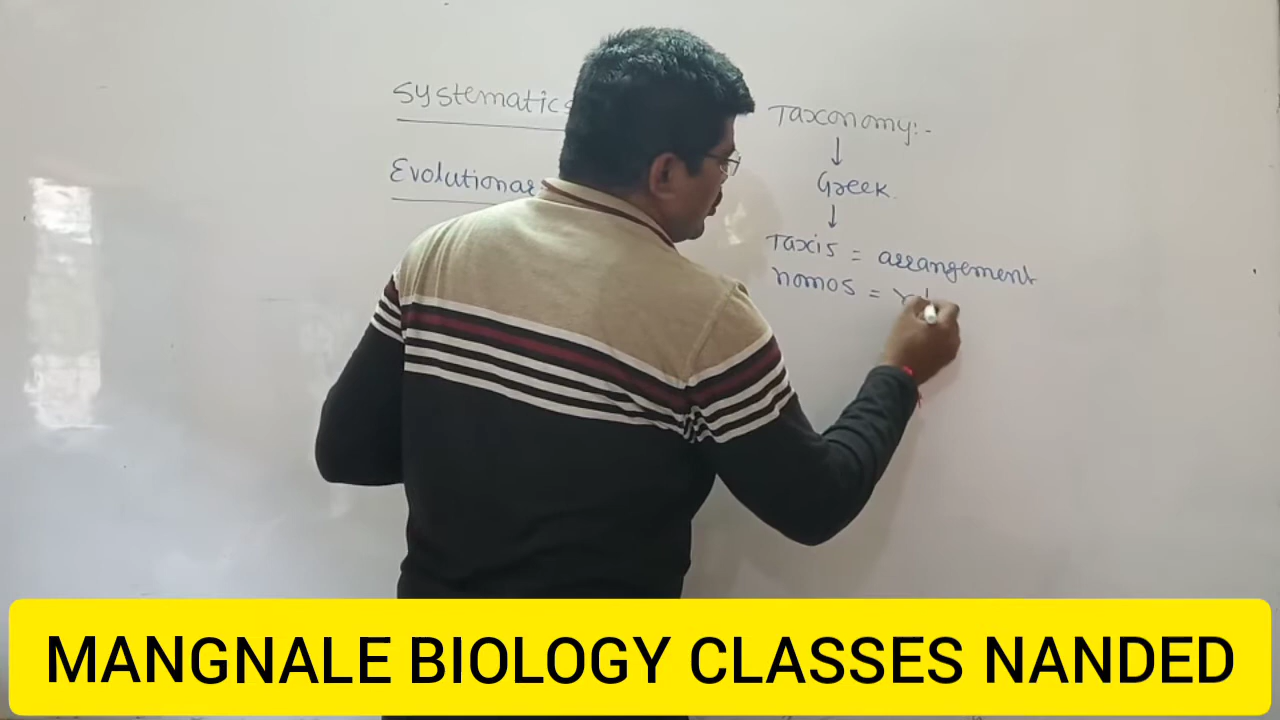 Systematics
Evolutionar
Taxonomy:-
↓
Greek.
↓
Taxis = arrangement
nomos =
MANGNALE BIOLOGY CLASSES NANDED